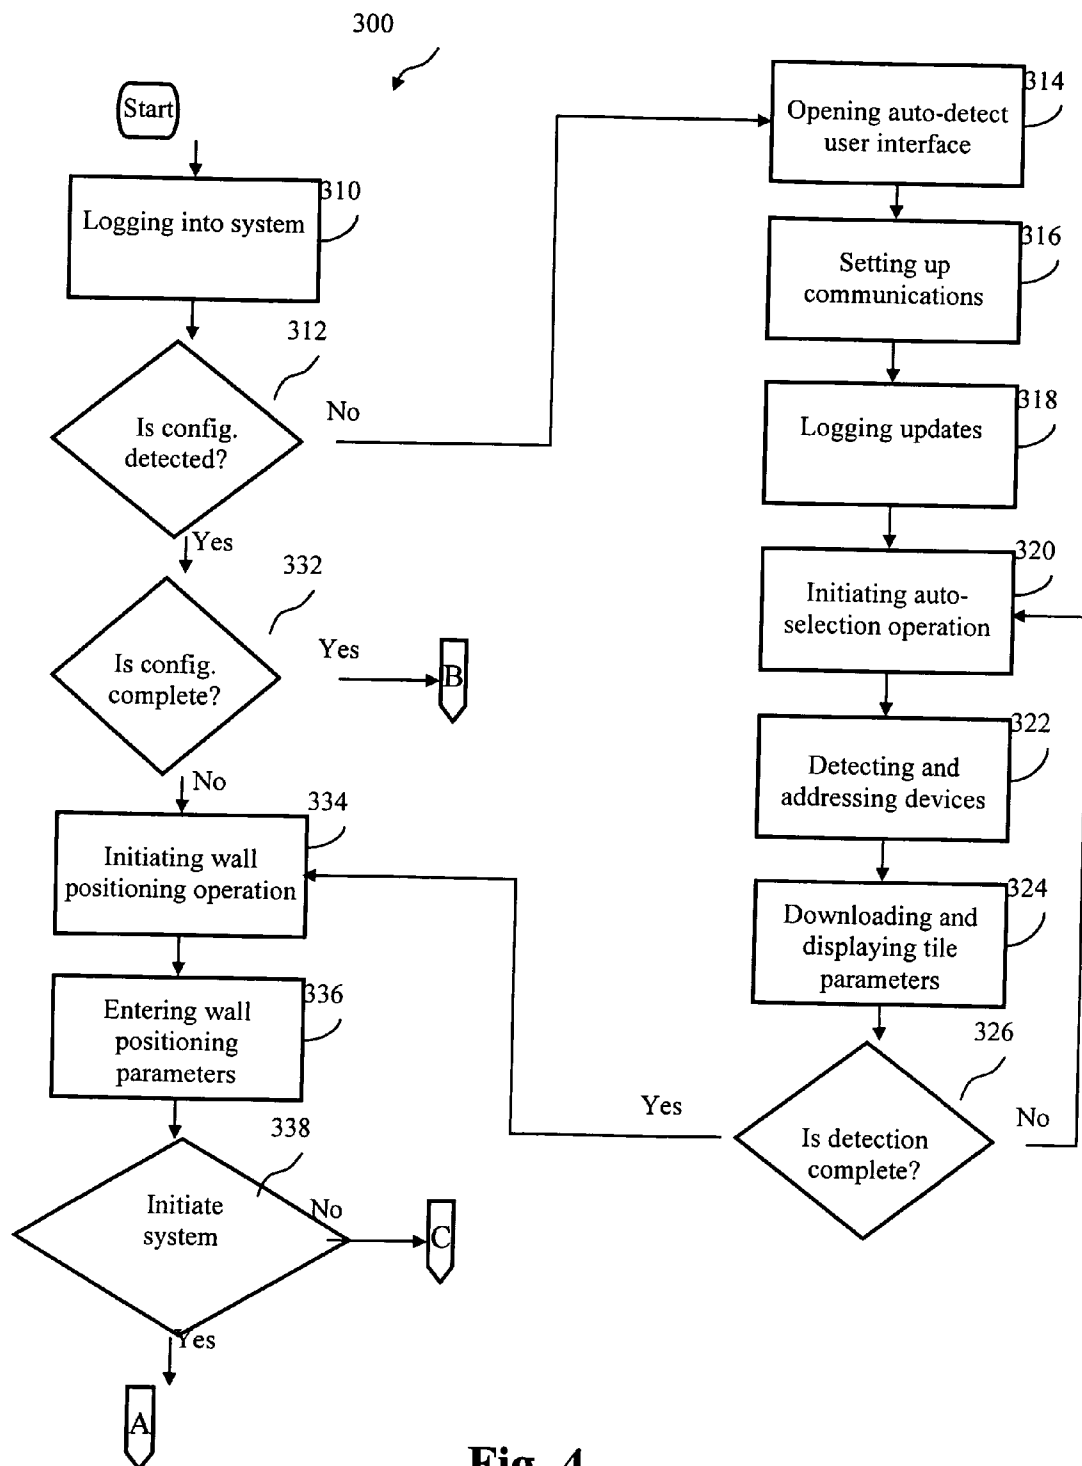 300
Start
310
Logging into system
312
Is config.
detected?
No
Yes
332
Is config.
complete?
Yes
B
No
334
Initiating wall
positioning operation
336
Entering wall
positioning
parameters
338
Initiate
system
No
C
Yes
A
314
Opening auto-detect
user interface
316
Setting up
communications
318
Logging updates
320
Initiating auto-
selection operation
322
Detecting and
addressing devices
324
Downloading and
displaying tile
parameters
326
Is detection
complete?
Yes
No
Fig. 4